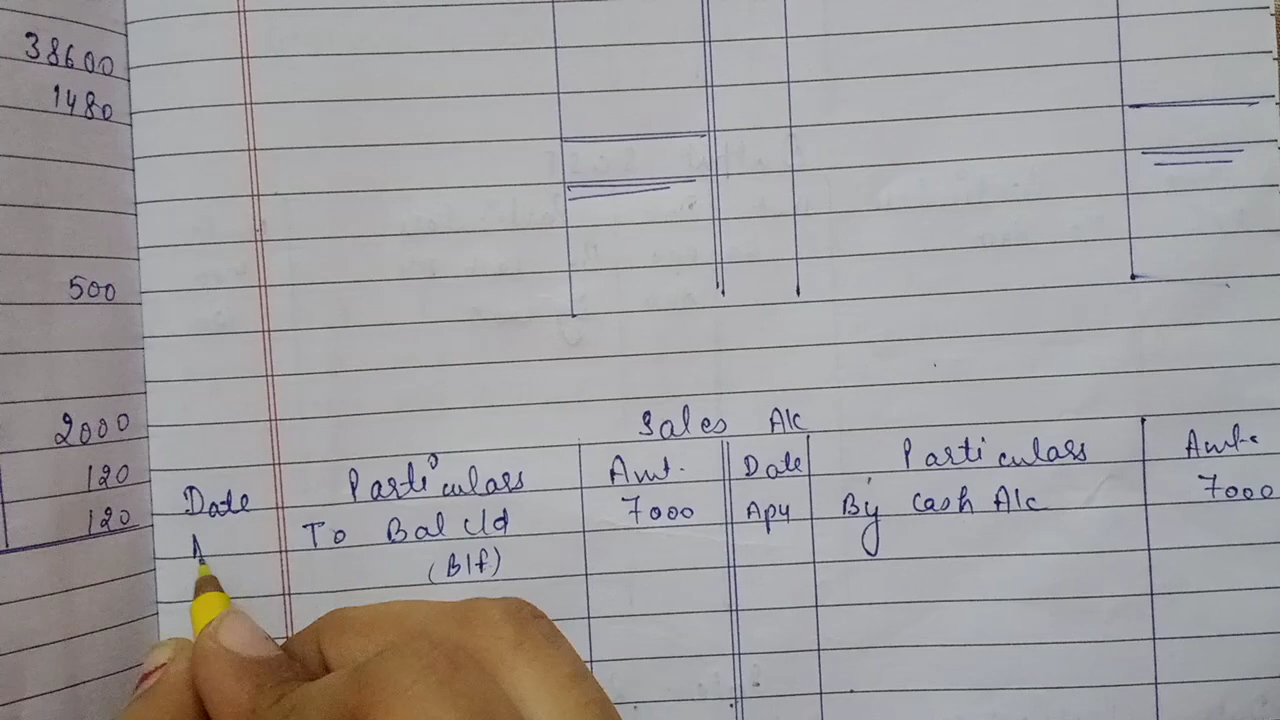 38600
1480
500
2000
120
120
Sales A/c
Date Particulars Amt. Date Particulars Amt.
To Bal c/d 7000 Ap4 By Cash A/c 7000
A (B/f)